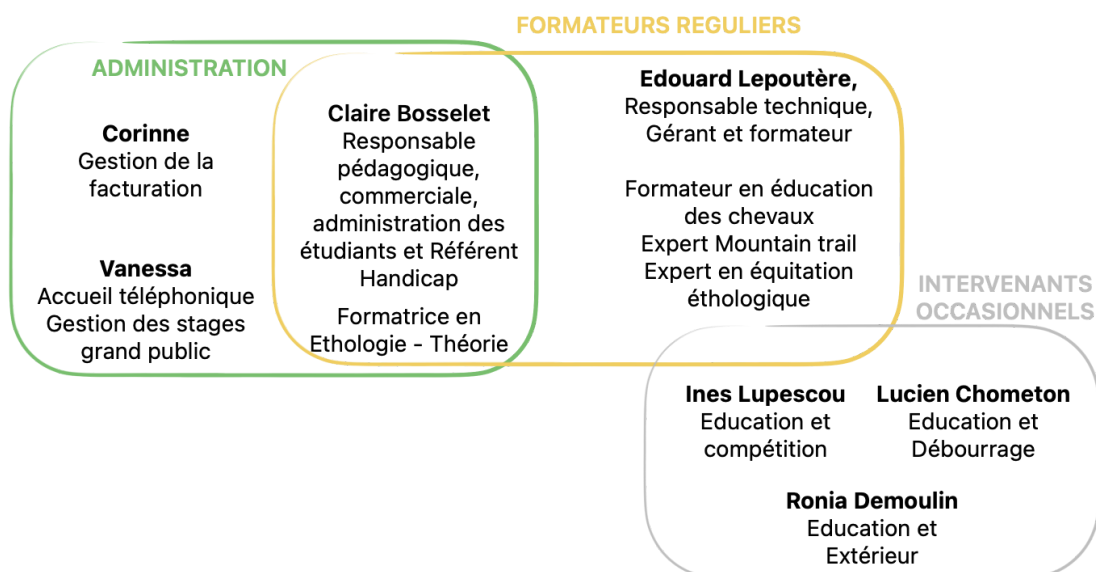 FORMATEURS REGULIERS
ADMINISTRATION
Corinne
Gestion de la
facturation
Vanessa
Accueil téléphonique
Gestion des stages
grand public
Claire Bosselet
Responsable
pédagogique,
commerciale,
administration des
étudiants et Référent
Handicap
Formatrice en
Ethologie - Théorie
Edouard Lepoutère,
Responsable technique,
Gérant et formateur
Formateur en éducation
des chevaux
Expert Mountain trail
Expert en équitation
éthologique
INTERVENANTS
OCCASIONNELS
Ines Lupescou
Education et
compétition
Lucien Chometon
Education et
Débourrage
Ronia Demoulin
Education et
Extérieur